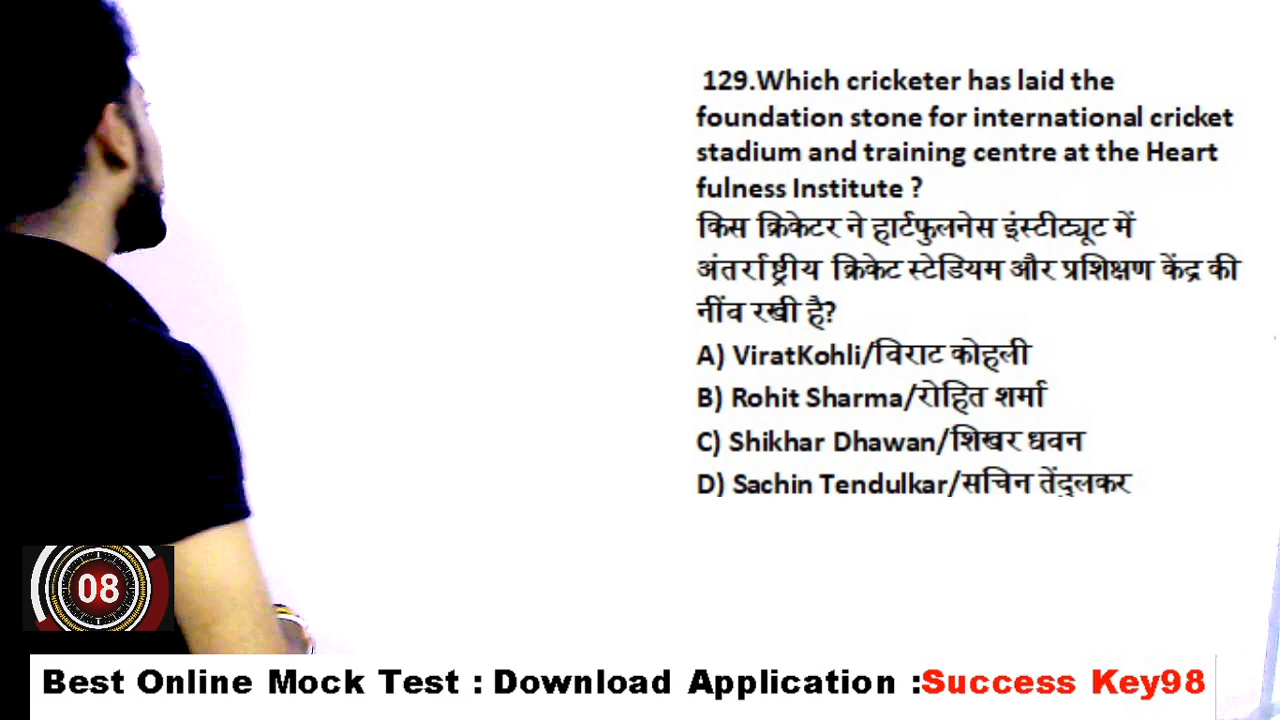 129.Which cricketer has laid the
foundation stone for international cricket
stadium and training centre at the Heart
fulness Institute ?
किस क्रिकेटर ने हार्टफुलनेस इंस्टीट्यूट में
अंतर्राष्ट्रीय क्रिकेट स्टेडियम और प्रशिक्षण केंद्र की
नींव रखी है?
A) ViratKohli/विराट कोहली
B) Rohit Sharma/रोहित शर्मा
C) Shikhar Dhawan/शिखर धवन
D) Sachin Tendulkar/सचिन तेंदुलकर
08
Best Online Mock Test : Download Application :Success Key98